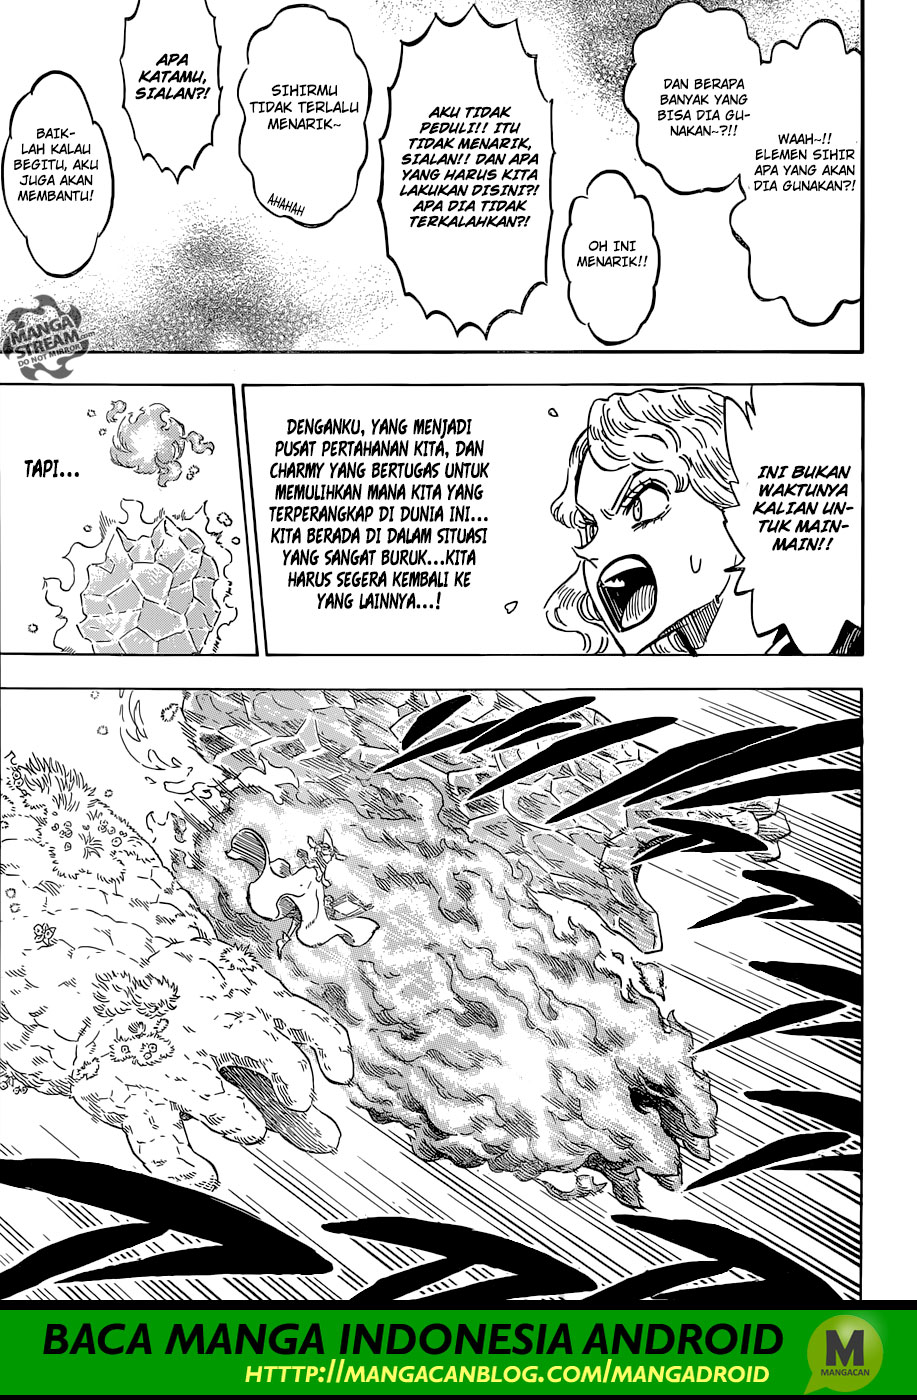 WAAH~!!
ELEMEN SIHIR
APA YANG AKAN
DIA GUNAKAN?!
DAN BERAPA
BANYAK YANG
BISA DIA GU-
NAKAN~?!!
OH INI
MENARIK!!
AKU TIDAK
PEDULI!! ITU
TIDAK MENARIK,
SIALAN!! DAN APA
YANG HARUS KITA
LAKUKAN DISINI?!
APA DIA TIDAK
TERKALAHKAN?!
SIHIRMU
TIDAK TERLALU
MENARIK~
AHAHAH
APA
KATAMU,
SIALAN?!
BAIK-
LAH KALAU
BEGITU, AKU
JUGA AKAN
MEMBANTU!
MANGA
STREAM.com
DO NOT MIRROR
INI BUKAN
WAKTUNYA
KALIAN UN-
TUK MAIN-
MAIN!!
DENGANKU, YANG MENJADI
PUSAT PERTAHANAN KITA, DAN
CHARMY YANG BERTUGAS UNTUK
MEMULIHKAN MANA KITA YANG
TERPERANGKAP DI DUNIA INI...
KITA BERADA DI DALAM SITUASI
YANG SANGAT BURUK...KITA
HARUS SEGERA KEMBALI KE
YANG LAINNYA...!
TAPI...
BACA MANGA INDONESIA ANDROID
HTTTP://MANGACANBLOG.COM/MANGADROID
M
MANGACAN